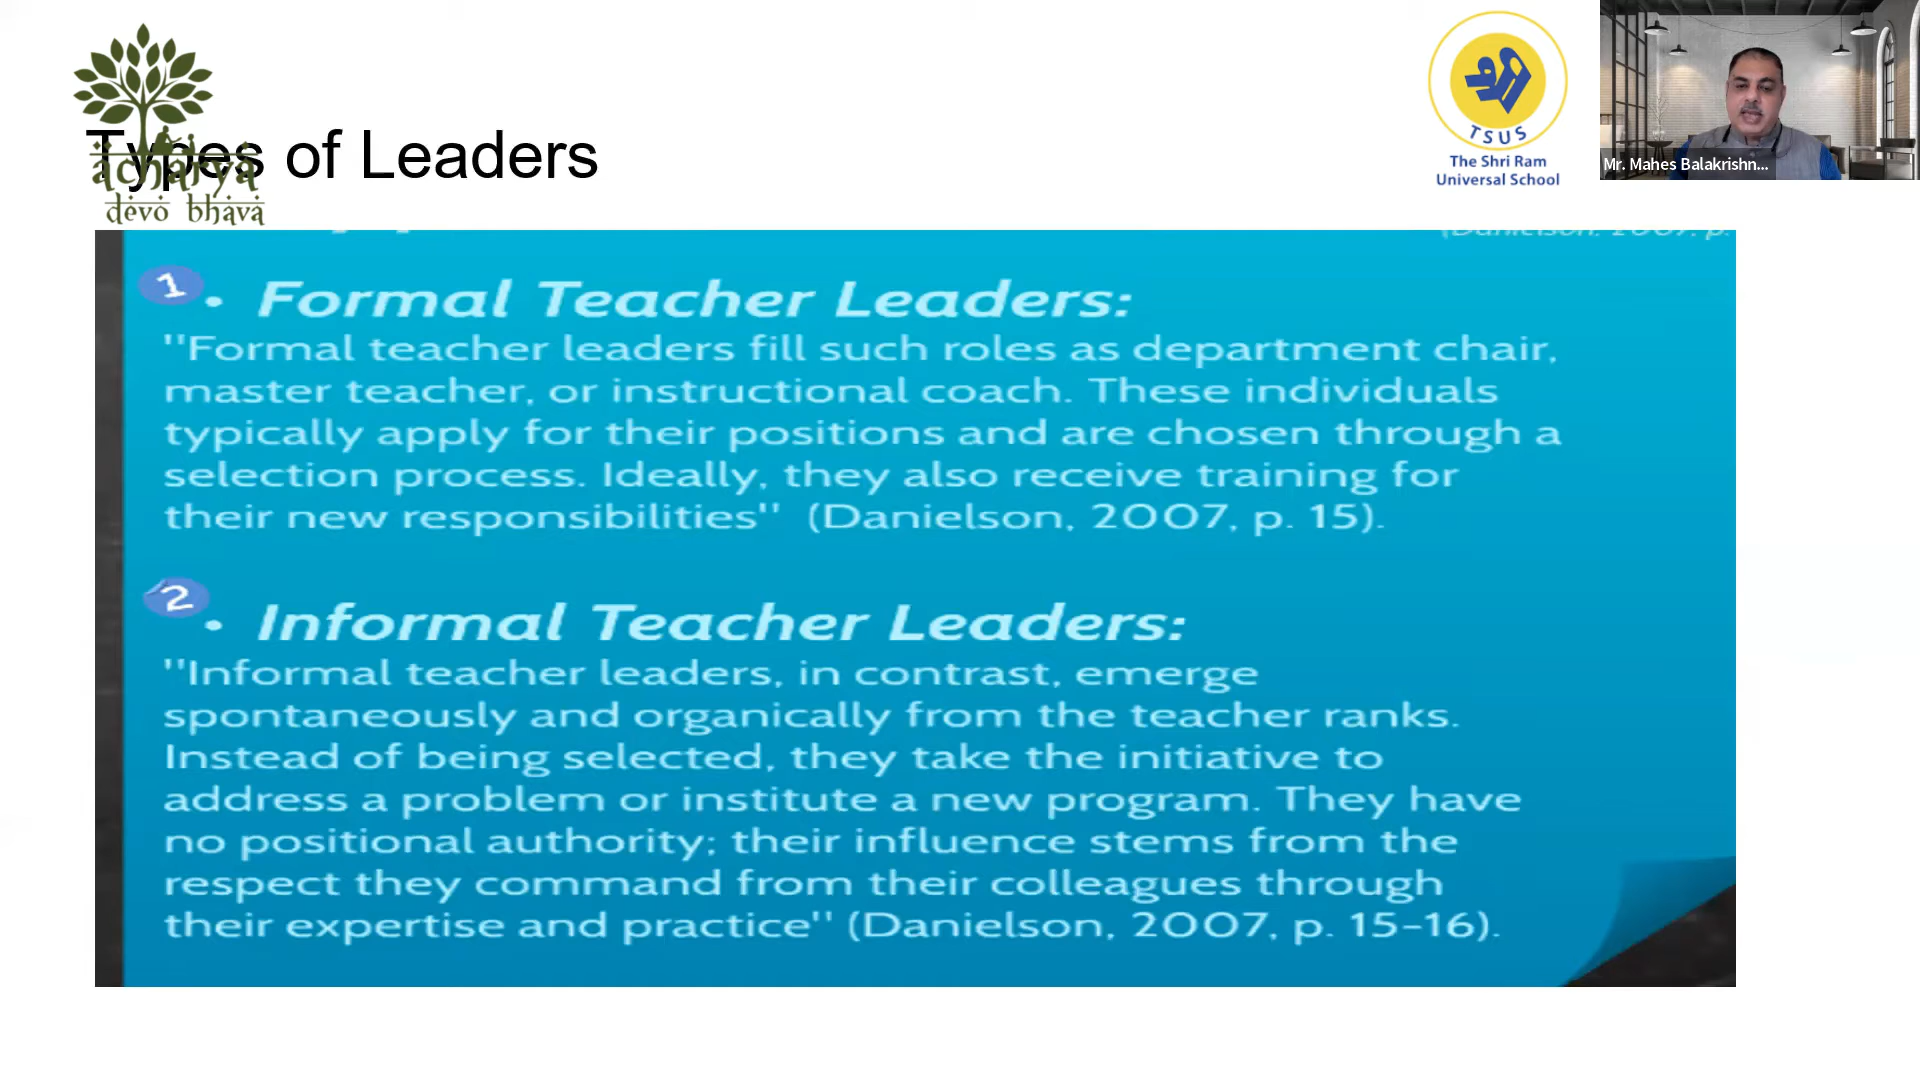 Types of Leaders
ācharya
devo bhava
TSUS
The Shri Ram
Universal School
Mr. Mahes Balakrishn...
(Danielson, 2007, p.
1
• Formal Teacher Leaders:
"Formal teacher leaders fill such roles as department chair,
master teacher, or instructional coach. These individuals
typically apply for their positions and are chosen through a
selection process. Ideally, they also receive training for
their new responsibilities" (Danielson, 2007, p. 15).
2
• Informal Teacher Leaders:
"Informal teacher leaders, in contrast, emerge
spontaneously and organically from the teacher ranks.
Instead of being selected, they take the initiative to
address a problem or institute a new program. They have
no positional authority; their influence stems from the
respect they command from their colleagues through
their expertise and practice" (Danielson, 2007, p. 15-16).